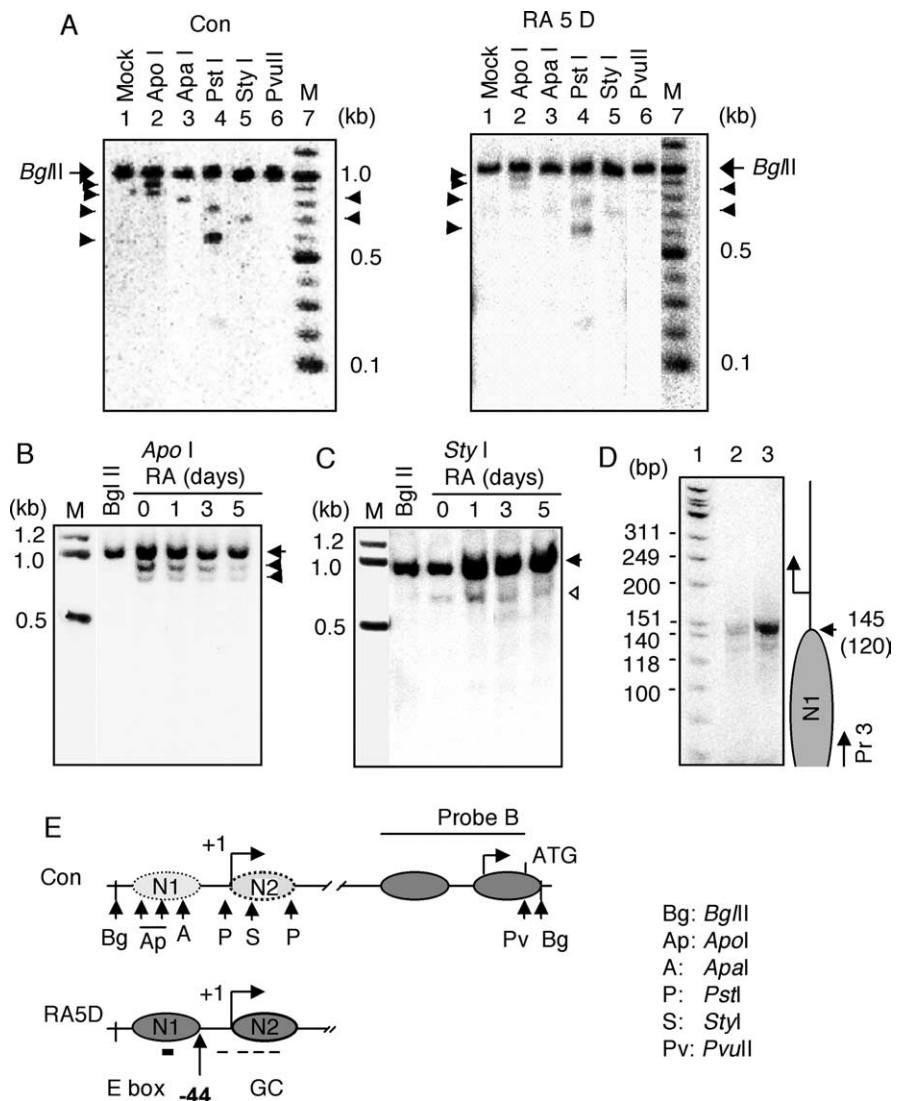 A
Con
RA 5 D
Mock Apo I Apa I Pst I Sty I PvuII M
1 2 3 4 5 6 7 (kb)
Mock Apo I Apa I Pst I Sty I PvuII M
1 2 3 4 5 6 7 (kb)
BglII
1.0
0.5
0.1
BglII
0.5
0.1
B
Apo I
RA (days)
(kb) M Bgl II 0 1 3 5
1.2
1.0
0.5
C
Sty I
RA (days)
(kb) M Bgl II 0 1 3 5
1.2
1.0
0.5
D
(bp) 1 2 3
311
249
200
151
140
118
100
145
(120)
N1
Pr 3
E
Probe B
+1
ATG
Con
N1 N2
Bg Ap A P S P Pv Bg
+1
RA5D
N1 N2
E box -44 GC
Bg: BglII
Ap: ApoI
A: ApaI
P: PstI
S: StyI
Pv: PvuII